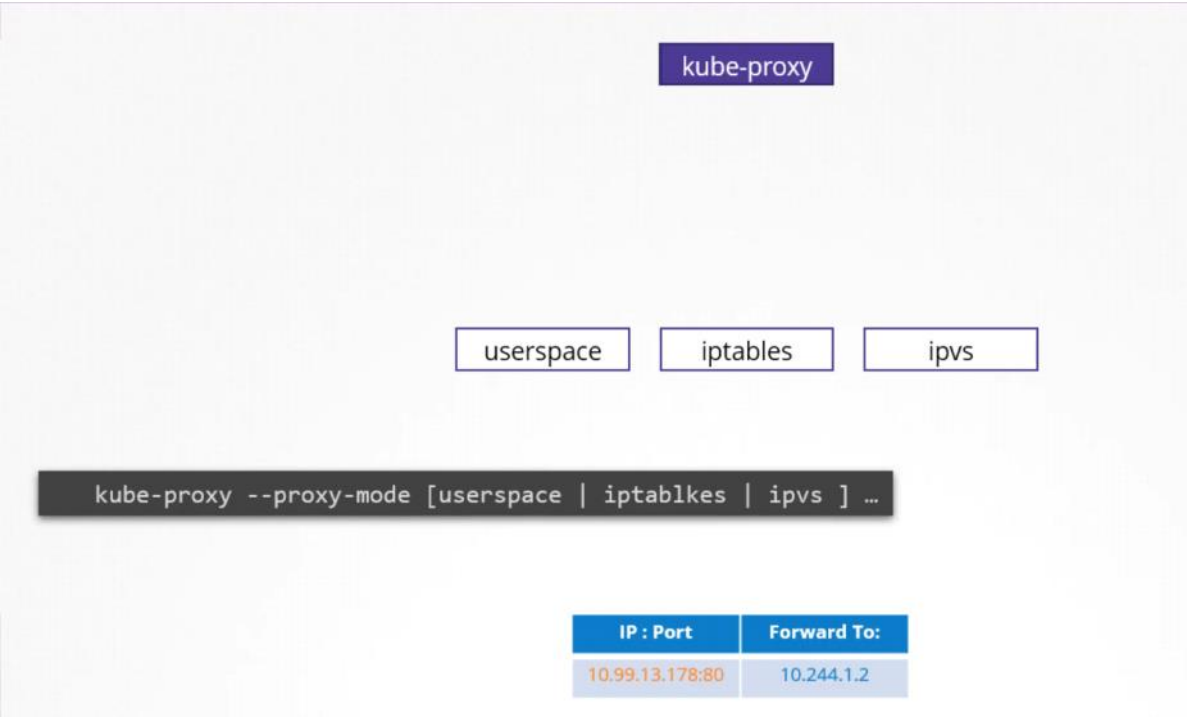 kube-proxy
userspace iptables ipvs
kube-proxy --proxy-mode [userspace | iptablkes | ipvs ] …
IP : Port Forward To:
10.99.13.178:80 10.244.1.2